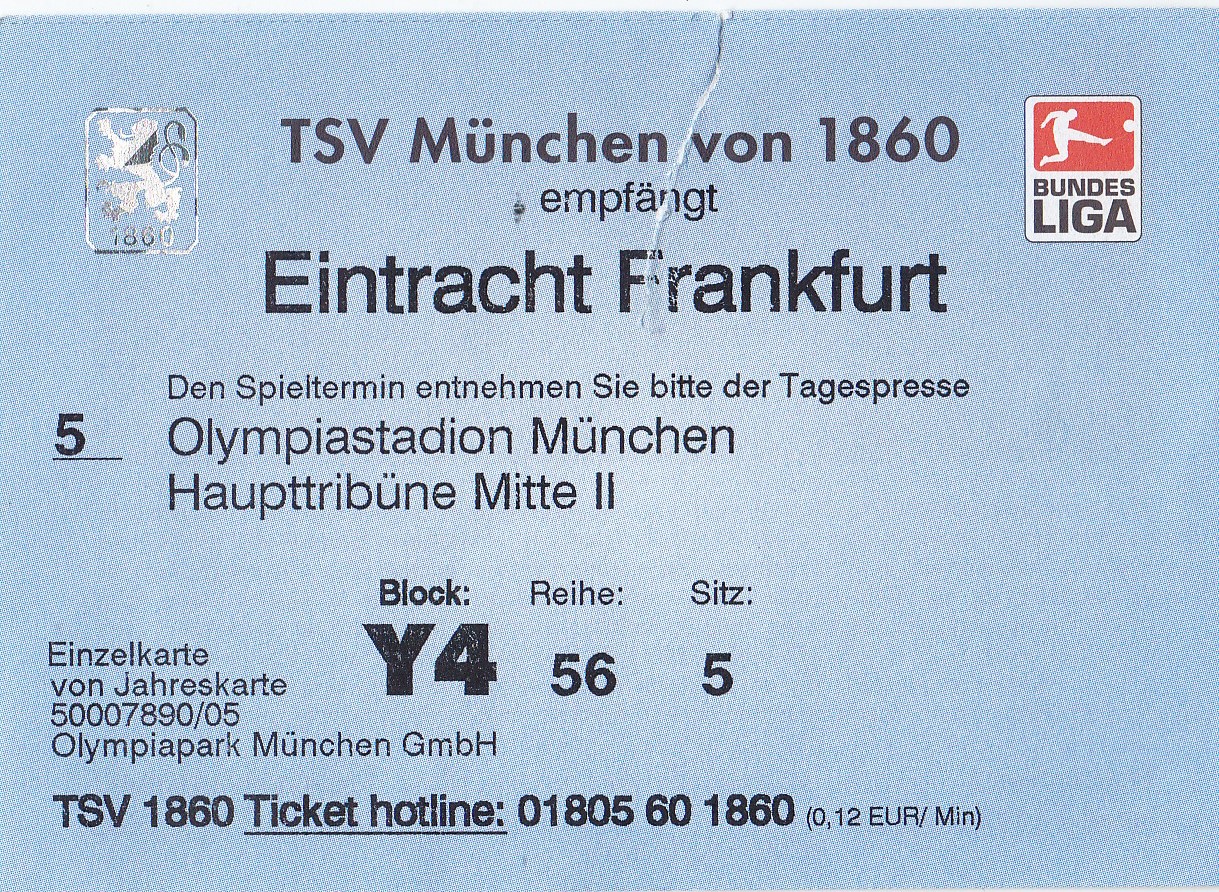 TSV München von 1860
empfängt
Eintracht Frankfurt
1860
BUNDES
LIGA
Den Spieltermin entnehmen Sie bitte der Tagespresse
5 Olympiastadion München
Haupttribüne Mitte II
Block: Reihe: Sitz:
Y4 56 5
Einzelkarte
von Jahreskarte
50007890/05
Olympiapark München GmbH
TSV 1860 Ticket hotline: 01805 60 1860 (0,12 EUR/ Min)